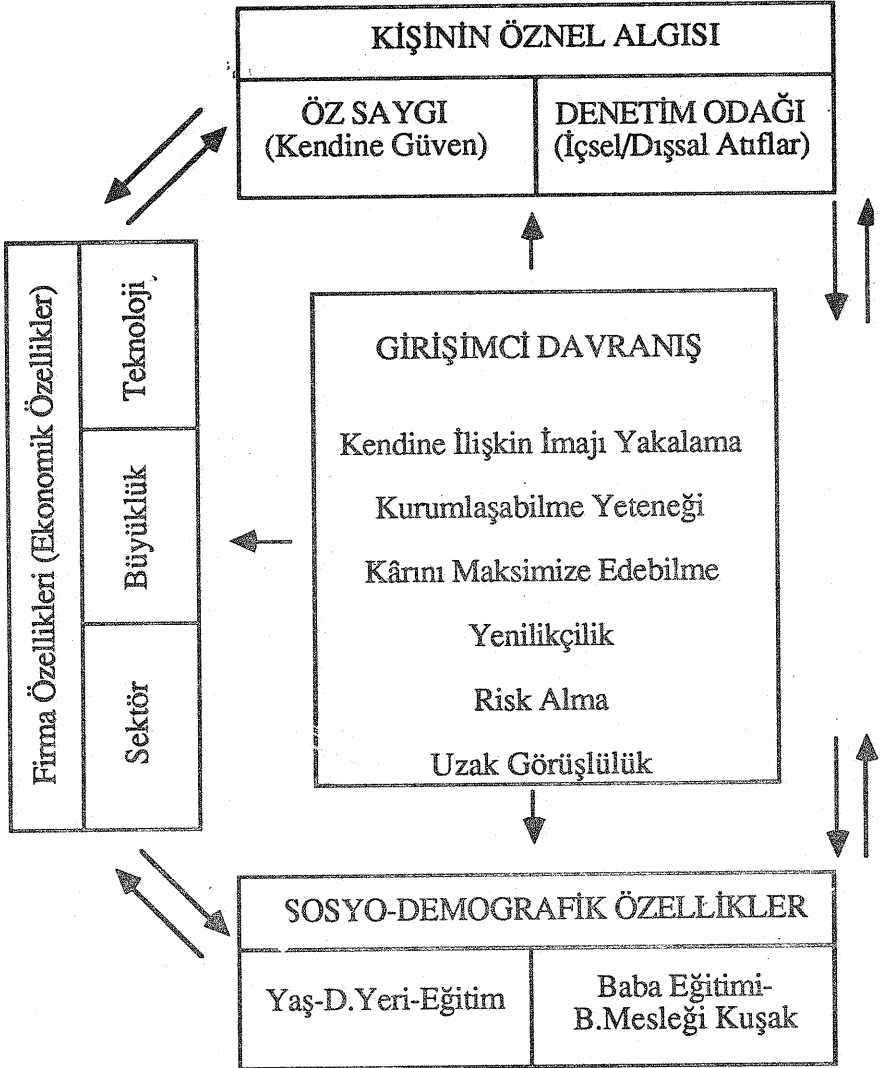 KİŞİNİN ÖZNEL ALGISI
ÖZ SAYGI
(Kendine Güven)
DENETİM ODAĞI
(İçsel/Dışsal Atıflar)
Firma Özellikleri (Ekonomik Özellikler)
Teknoloji
Büyüklük
Sektör
GİRİŞİMCİ DAVRANIŞ
Kendine İlişkin İmajı Yakalama
Kurumlaşabilme Yeteneği
Kârını Maksimize Edebilme
Yenilikçilik
Risk Alma
Uzak Görüşlülük
SOSYO-DEMOGRAFİK ÖZELLİKLER
Yaş-D.Yeri-Eğitim
Baba Eğitimi-
B.Mesleği Kuşak